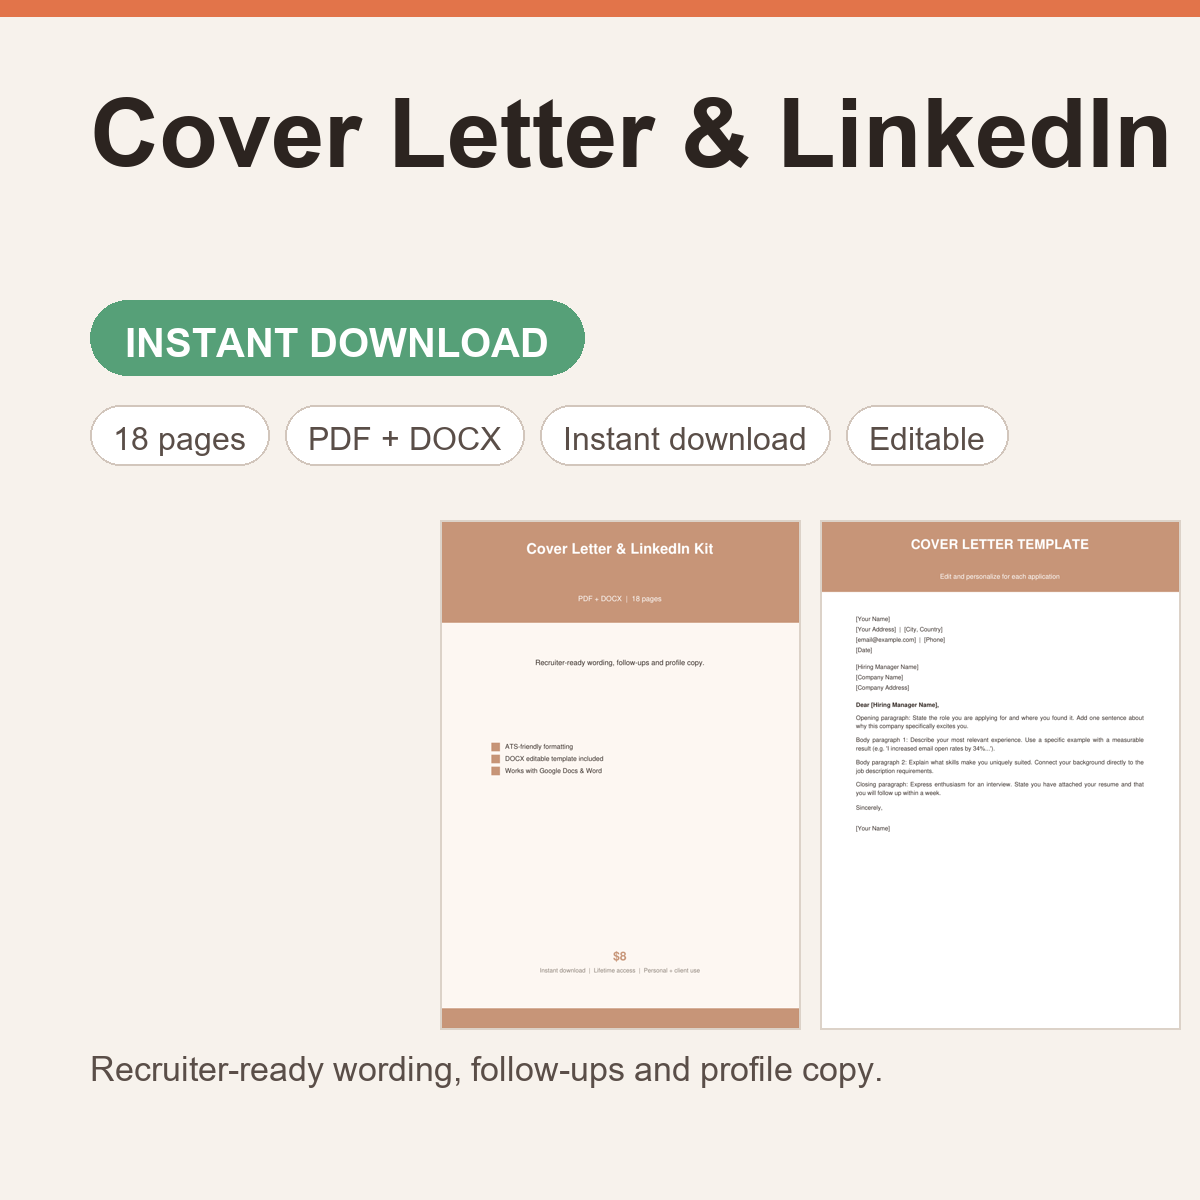 Cover Letter & LinkedIn
INSTANT DOWNLOAD
18 pages
PDF + DOCX
Instant download
Editable
Cover Letter & LinkedIn Kit
PDF + DOCX | 18 pages
Recruiter-ready wording, follow-ups and profile copy.
ATS-friendly formatting
DOCX editable template included
Works with Google Docs & Word
$8
Instant download | Lifetime access | Personal + client use
COVER LETTER TEMPLATE
Edit and personalize for each application
[Your Name]
[Your Address] | [City, Country]
[email@example.com] | [Phone]
[Date]
[Hiring Manager Name]
[Company Name]
[Company Address]
Dear [Hiring Manager Name],
Opening paragraph: State the role you are applying for and where you found it. Add one sentence about
why this company specifically excites you.
Body paragraph 1: Describe your most relevant experience. Use a specific example with a measurable
result (e.g. 'I increased email open rates by 34%...').
Body paragraph 2: Explain what skills make you uniquely suited. Connect your background directly to the
job description requirements.
Closing paragraph: Express enthusiasm for an interview. State you have attached your resume and that
you will follow up within a week.
Sincerely,
[Your Name]
Recruiter-ready wording, follow-ups and profile copy.